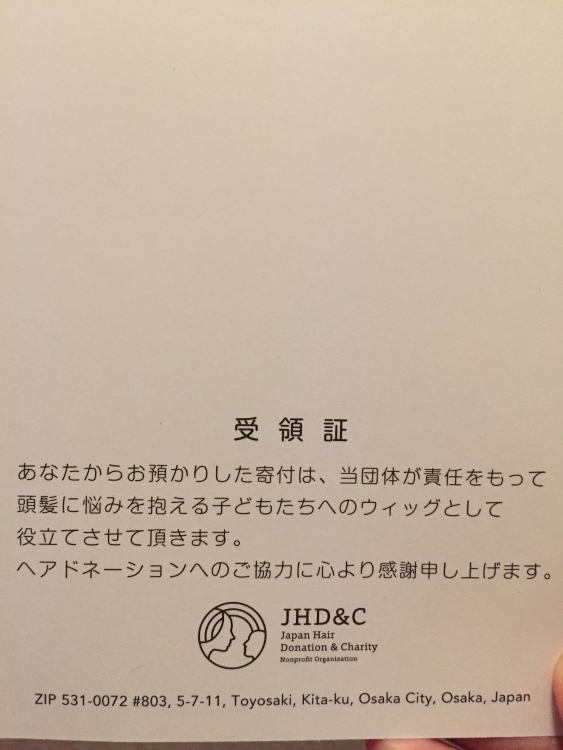 受領証
あなたからお預かりした寄付は、当団体が責任をもって
頭髪に悩みを抱える子どもたちへのウィッグとして
役立てさせて頂きます。
ヘアドネーションへのご協力に心より感謝申し上げます。
JHD&C
Japan Hair
Donation & Charity
Nonprofit Organization
ZIP 531-0072 #803, 5-7-11, Toyosaki, Kita-ku, Osaka City, Osaka, Japan